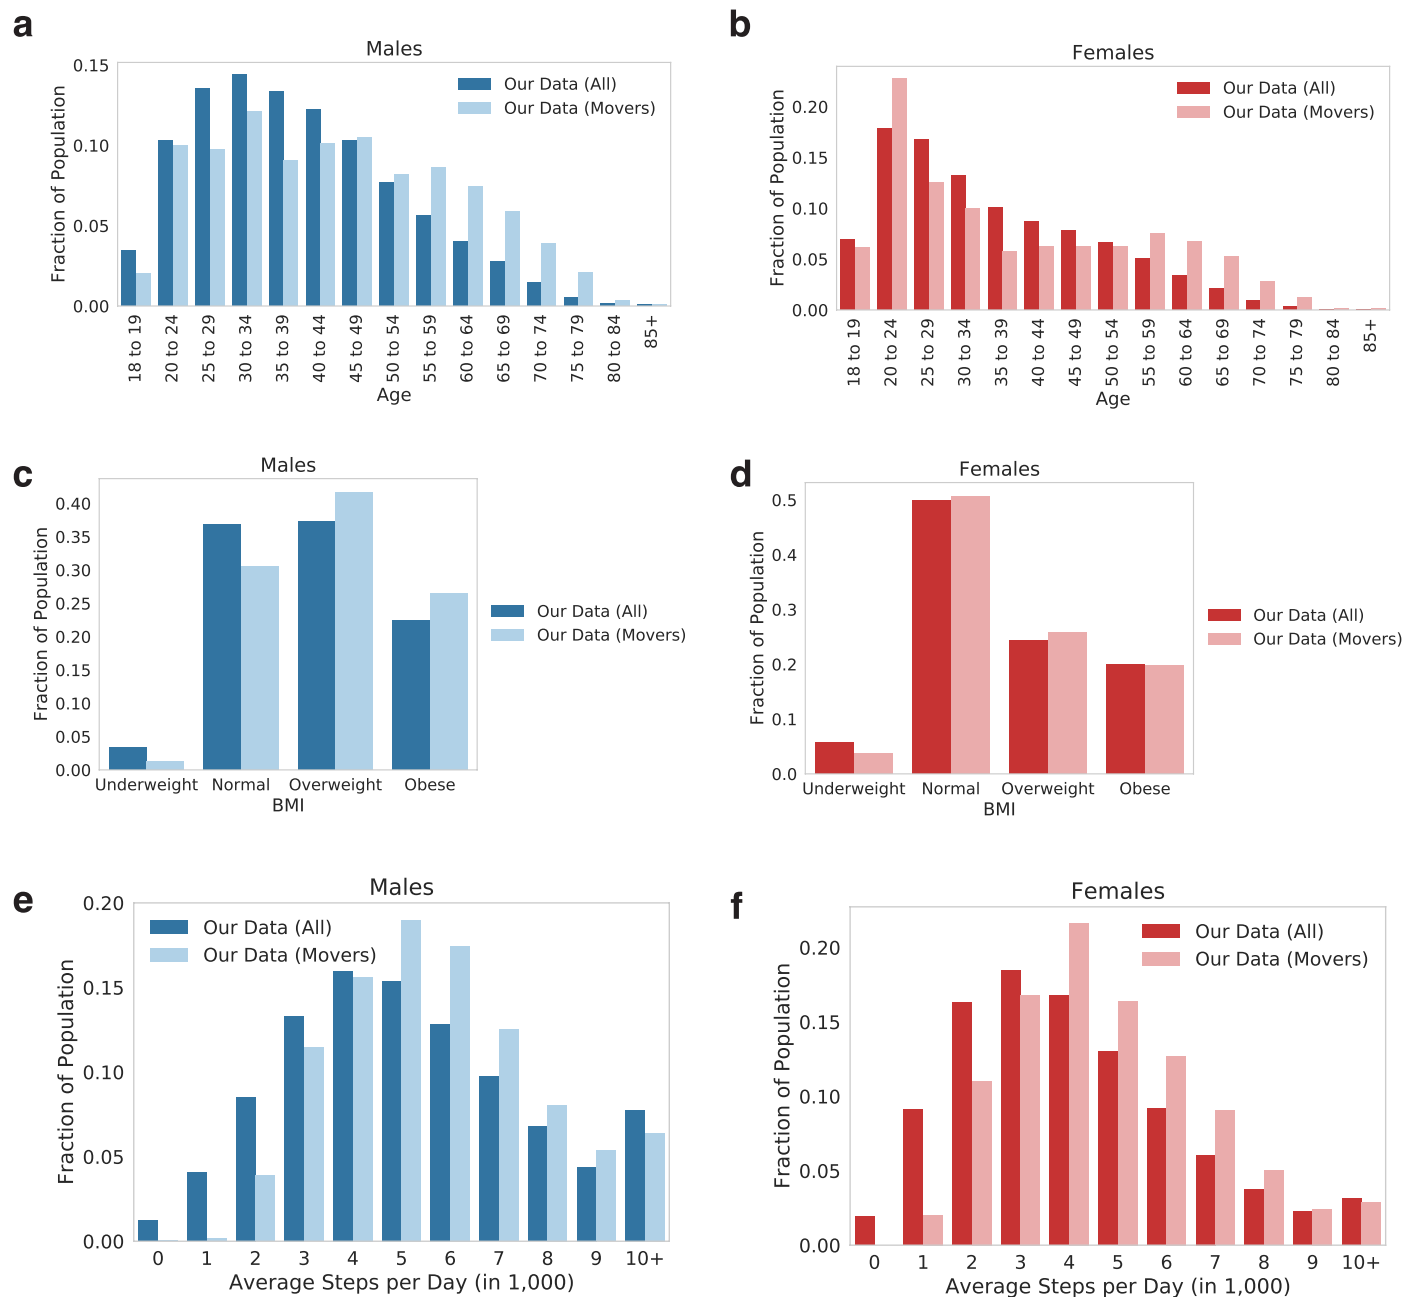 a
Males
Fraction of Population
0.15
0.10
0.05
0.00
Our Data (All)
Our Data (Movers)
18 to 19
20 to 24
25 to 29
30 to 34
35 to 39
40 to 44
45 to 49
50 to 54
55 to 59
60 to 64
65 to 69
70 to 74
75 to 79
80 to 84
85+
Age
b
Females
Fraction of Population
0.20
0.15
0.10
0.05
0.00
Our Data (All)
Our Data (Movers)
18 to 19
20 to 24
25 to 29
30 to 34
35 to 39
40 to 44
45 to 49
50 to 54
55 to 59
60 to 64
65 to 69
70 to 74
75 to 79
80 to 84
85+
Age
c
Males
Fraction of Population
0.40
0.35
0.30
0.25
0.20
0.15
0.10
0.05
0.00
Underweight Normal Overweight Obese
BMI
Our Data (All)
Our Data (Movers)
d
Females
Fraction of Population
0.5
0.4
0.3
0.2
0.1
0.0
Underweight Normal Overweight Obese
BMI
Our Data (All)
Our Data (Movers)
e
Males
Fraction of Population
0.20
0.15
0.10
0.05
0.00
Our Data (All)
Our Data (Movers)
0 1 2 3 4 5 6 7 8 9 10+
Average Steps per Day (in 1,000)
f
Females
Fraction of Population
0.20
0.15
0.10
0.05
0.00
Our Data (All)
Our Data (Movers)
0 1 2 3 4 5 6 7 8 9 10+
Average Steps per Day (in 1,000)